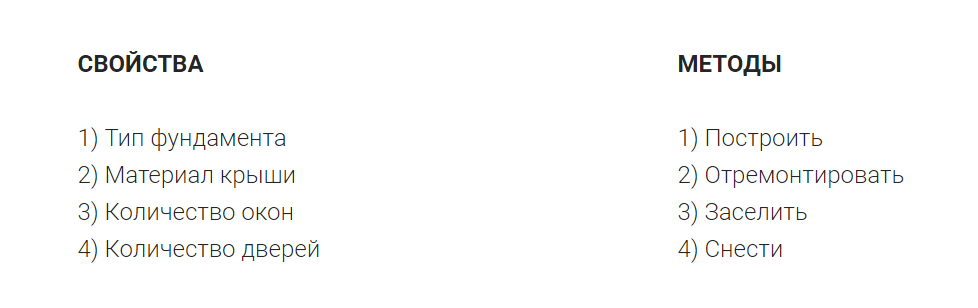 СВОЙСТВА
1) Тип фундамента
2) Материал крыши
3) Количество окон
4) Количество дверей
МЕТОДЫ
1) Построить
2) Отремонтировать
3) Заселить
4) Снести